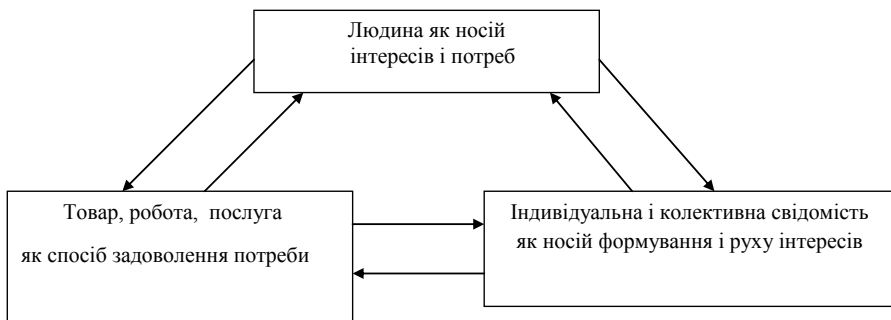 Людина як носій
інтересів і потреб
Товар, робота, послуга
як спосіб задоволення потреби
Індивідуальна і колективна свідомість
як носій формування і руху інтересів